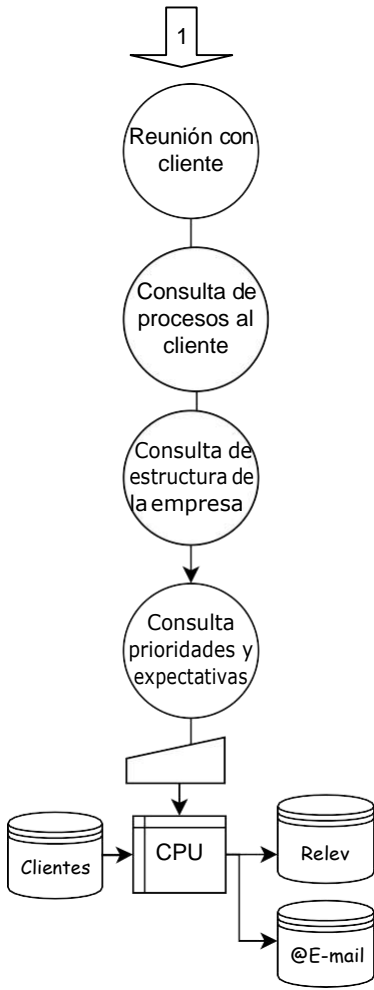 1
Reunión con
cliente
Consulta de
procesos al
cliente
Consulta de
estructura de
la empresa
Consulta
prioridades y
expectativas
Clientes
CPU
Relev
@E-mail